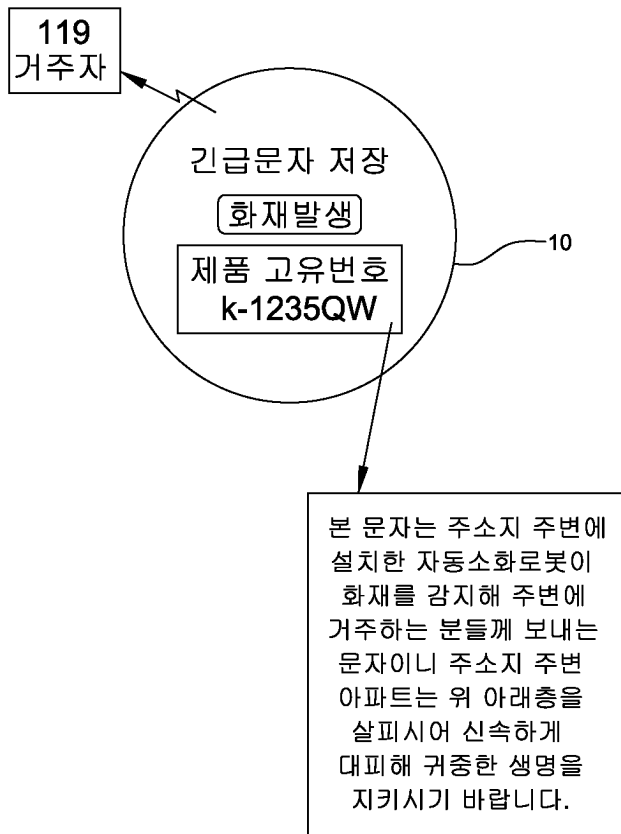 119
거주자
긴급문자 저장
화재발생
제품 고유번호
k-1235QW
10
본 문자는 주소지 주변에
설치한 자동소화로봇이
화재를 감지해 주변에
거주하는 분들께 보내는
문자이니 주소지 주변
아파트는 위 아래층을
살피시어 신속하게
대피해 귀중한 생명을
지키시기 바랍니다.